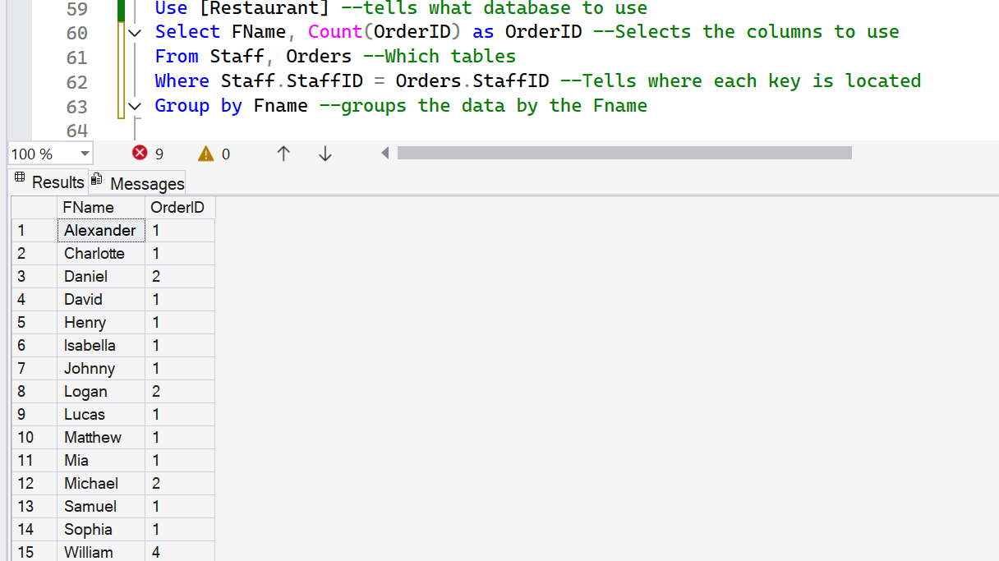 59 Use [Restaurant] --tells what database to use
60 Select FName, Count(OrderID) as OrderID --Selects the columns to use
61 From Staff, Orders --Which tables
62 Where Staff.StaffID = Orders.StaffID --Tells where each key is located
63 Group by Fname --groups the data by the Fname
64
100 % 9 0
Results Messages
FName OrderID
1 Alexander 1
2 Charlotte 1
3 Daniel 2
4 David 1
5 Henry 1
6 Isabella 1
7 Johnny 1
8 Logan 2
9 Lucas 1
10 Matthew 1
11 Mia 1
12 Michael 2
13 Samuel 1
14 Sophia 1
15 William 4